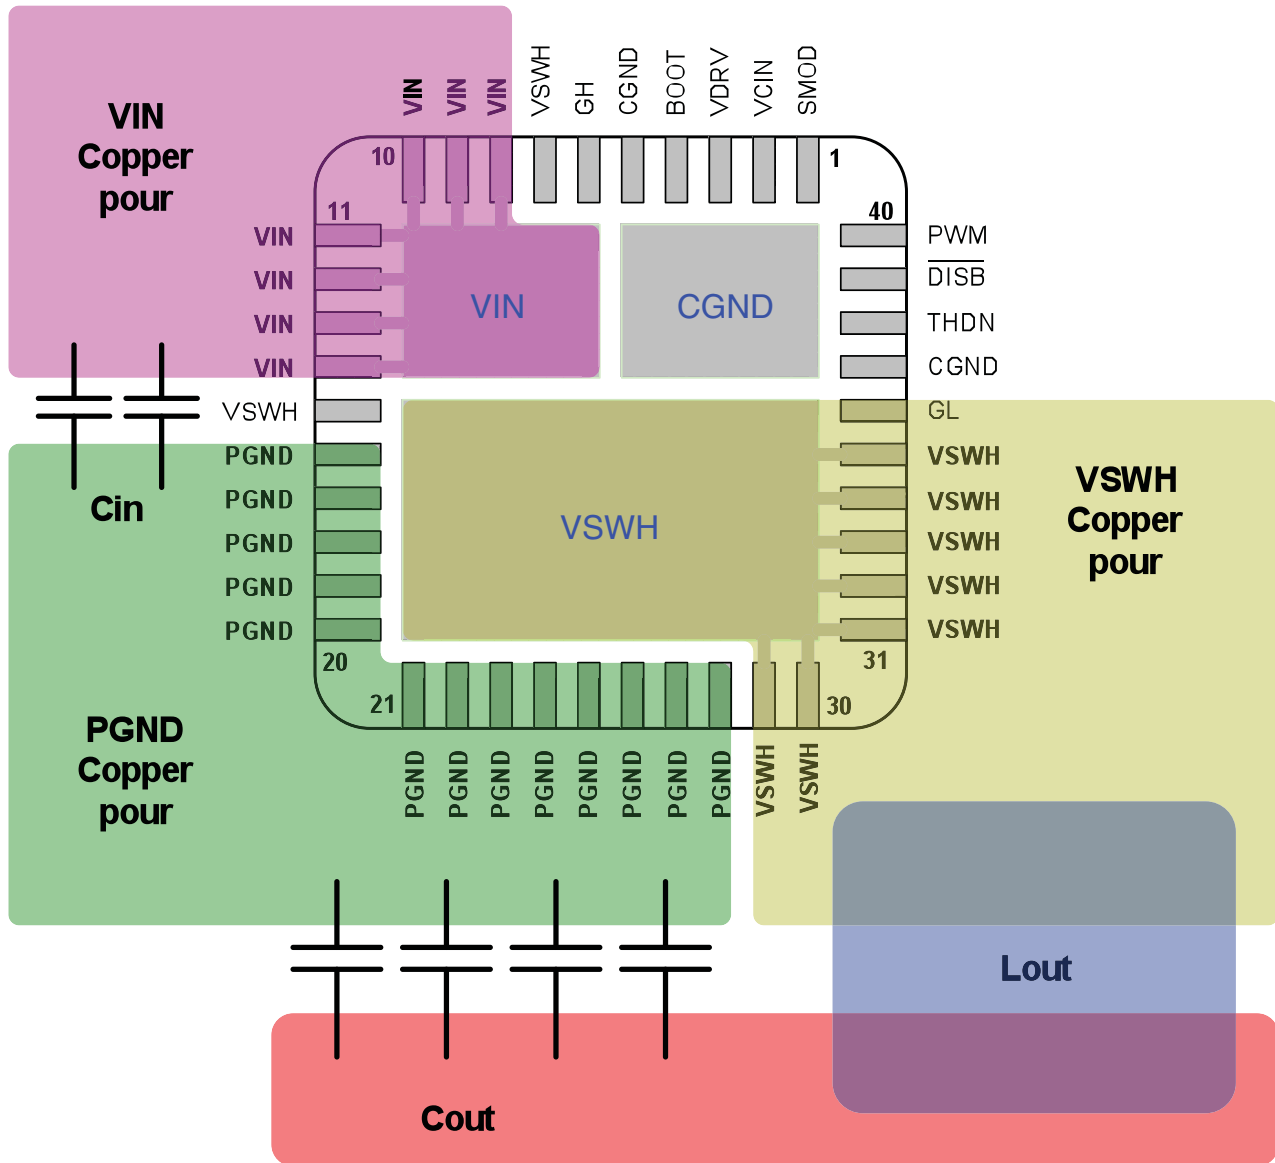 VIN
Copper
pour
VIN
VIN
VIN
VSWH
GH
CGND
BOOT
VDRV
VCIN
SMOD
10
1
11
40
VIN
VIN
VIN
VIN
VSWH
PGND
PGND
PGND
PGND
PGND
VIN
CGND
VSWH
PWM
DISB
THDN
CGND
GL
VSWH
VSWH
VSWH
VSWH
VSWH
VSWH
Copper
pour
Cin
20
31
21
30
PGND
PGND
PGND
PGND
PGND
PGND
PGND
PGND
VSWH
VSWH
PGND
Copper
pour
Lout
Cout